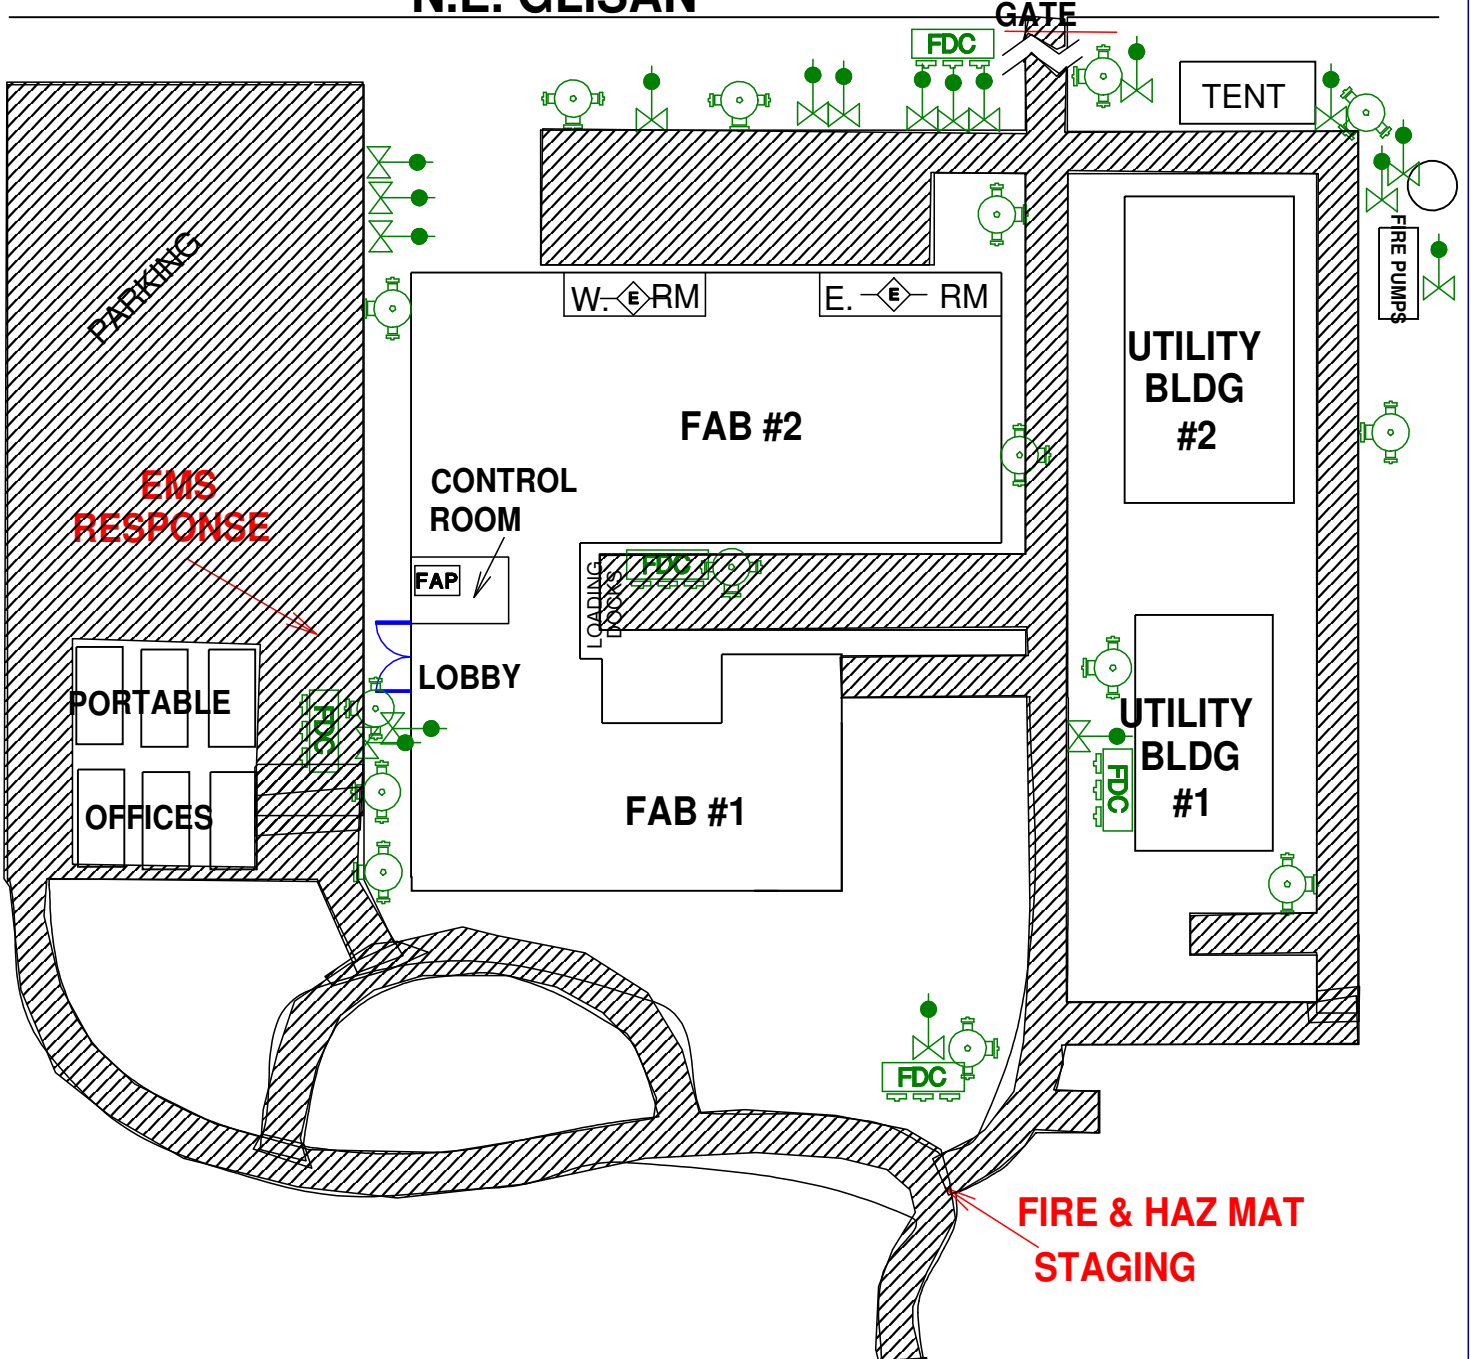 N.E. GLISAN
GATE
FDC
TENT
PARKING
W. E RM
E. E RM
FIRE PUMPS
UTILITY
BLDG
#2
FAB #2
EMS
RESPONSE
CONTROL
ROOM
FAP
FDC
LOADING
DOCKS
LOBBY
PORTABLE
OFFICES
FDC
FAB #1
UTILITY
BLDG
#1
FDC
FDC
FIRE & HAZ MAT
STAGING